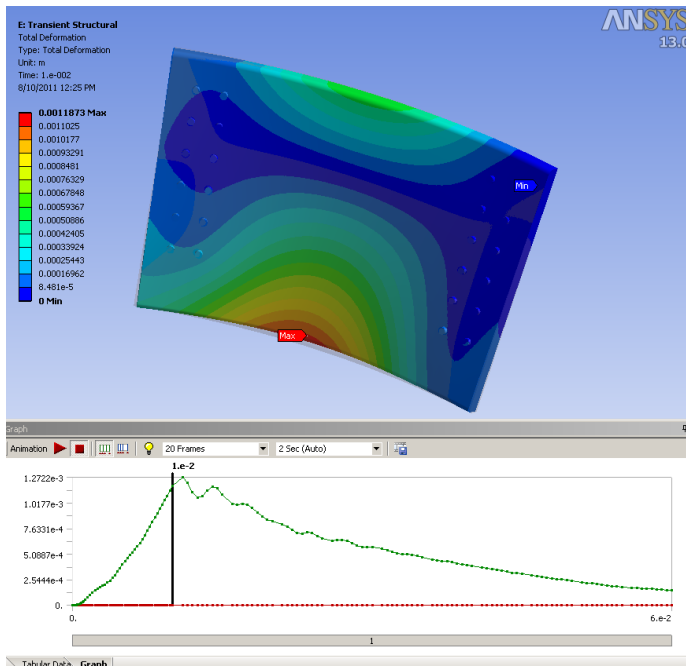 E: Transient Structural
Total Deformation
Type: Total Deformation
Unit: m
Time: 1.e-002
8/10/2011 12:25 PM
0.0011873 Max
0.0011025
0.0010177
0.00093291
0.0008481
0.00076329
0.00067848
0.00059367
0.00050886
0.00042405
0.00033924
0.00025443
0.00016962
8.481e-5
0 Min
ANSYS
13.0
Min
Max
Graph
Animation
20 Frames
2 Sec (Auto)
1.e-2
1.2722e-3
1.0177e-3
7.6331e-4
5.0887e-4
2.5444e-4
0.
0.
6.e-2
1
Tabular Data
Graph